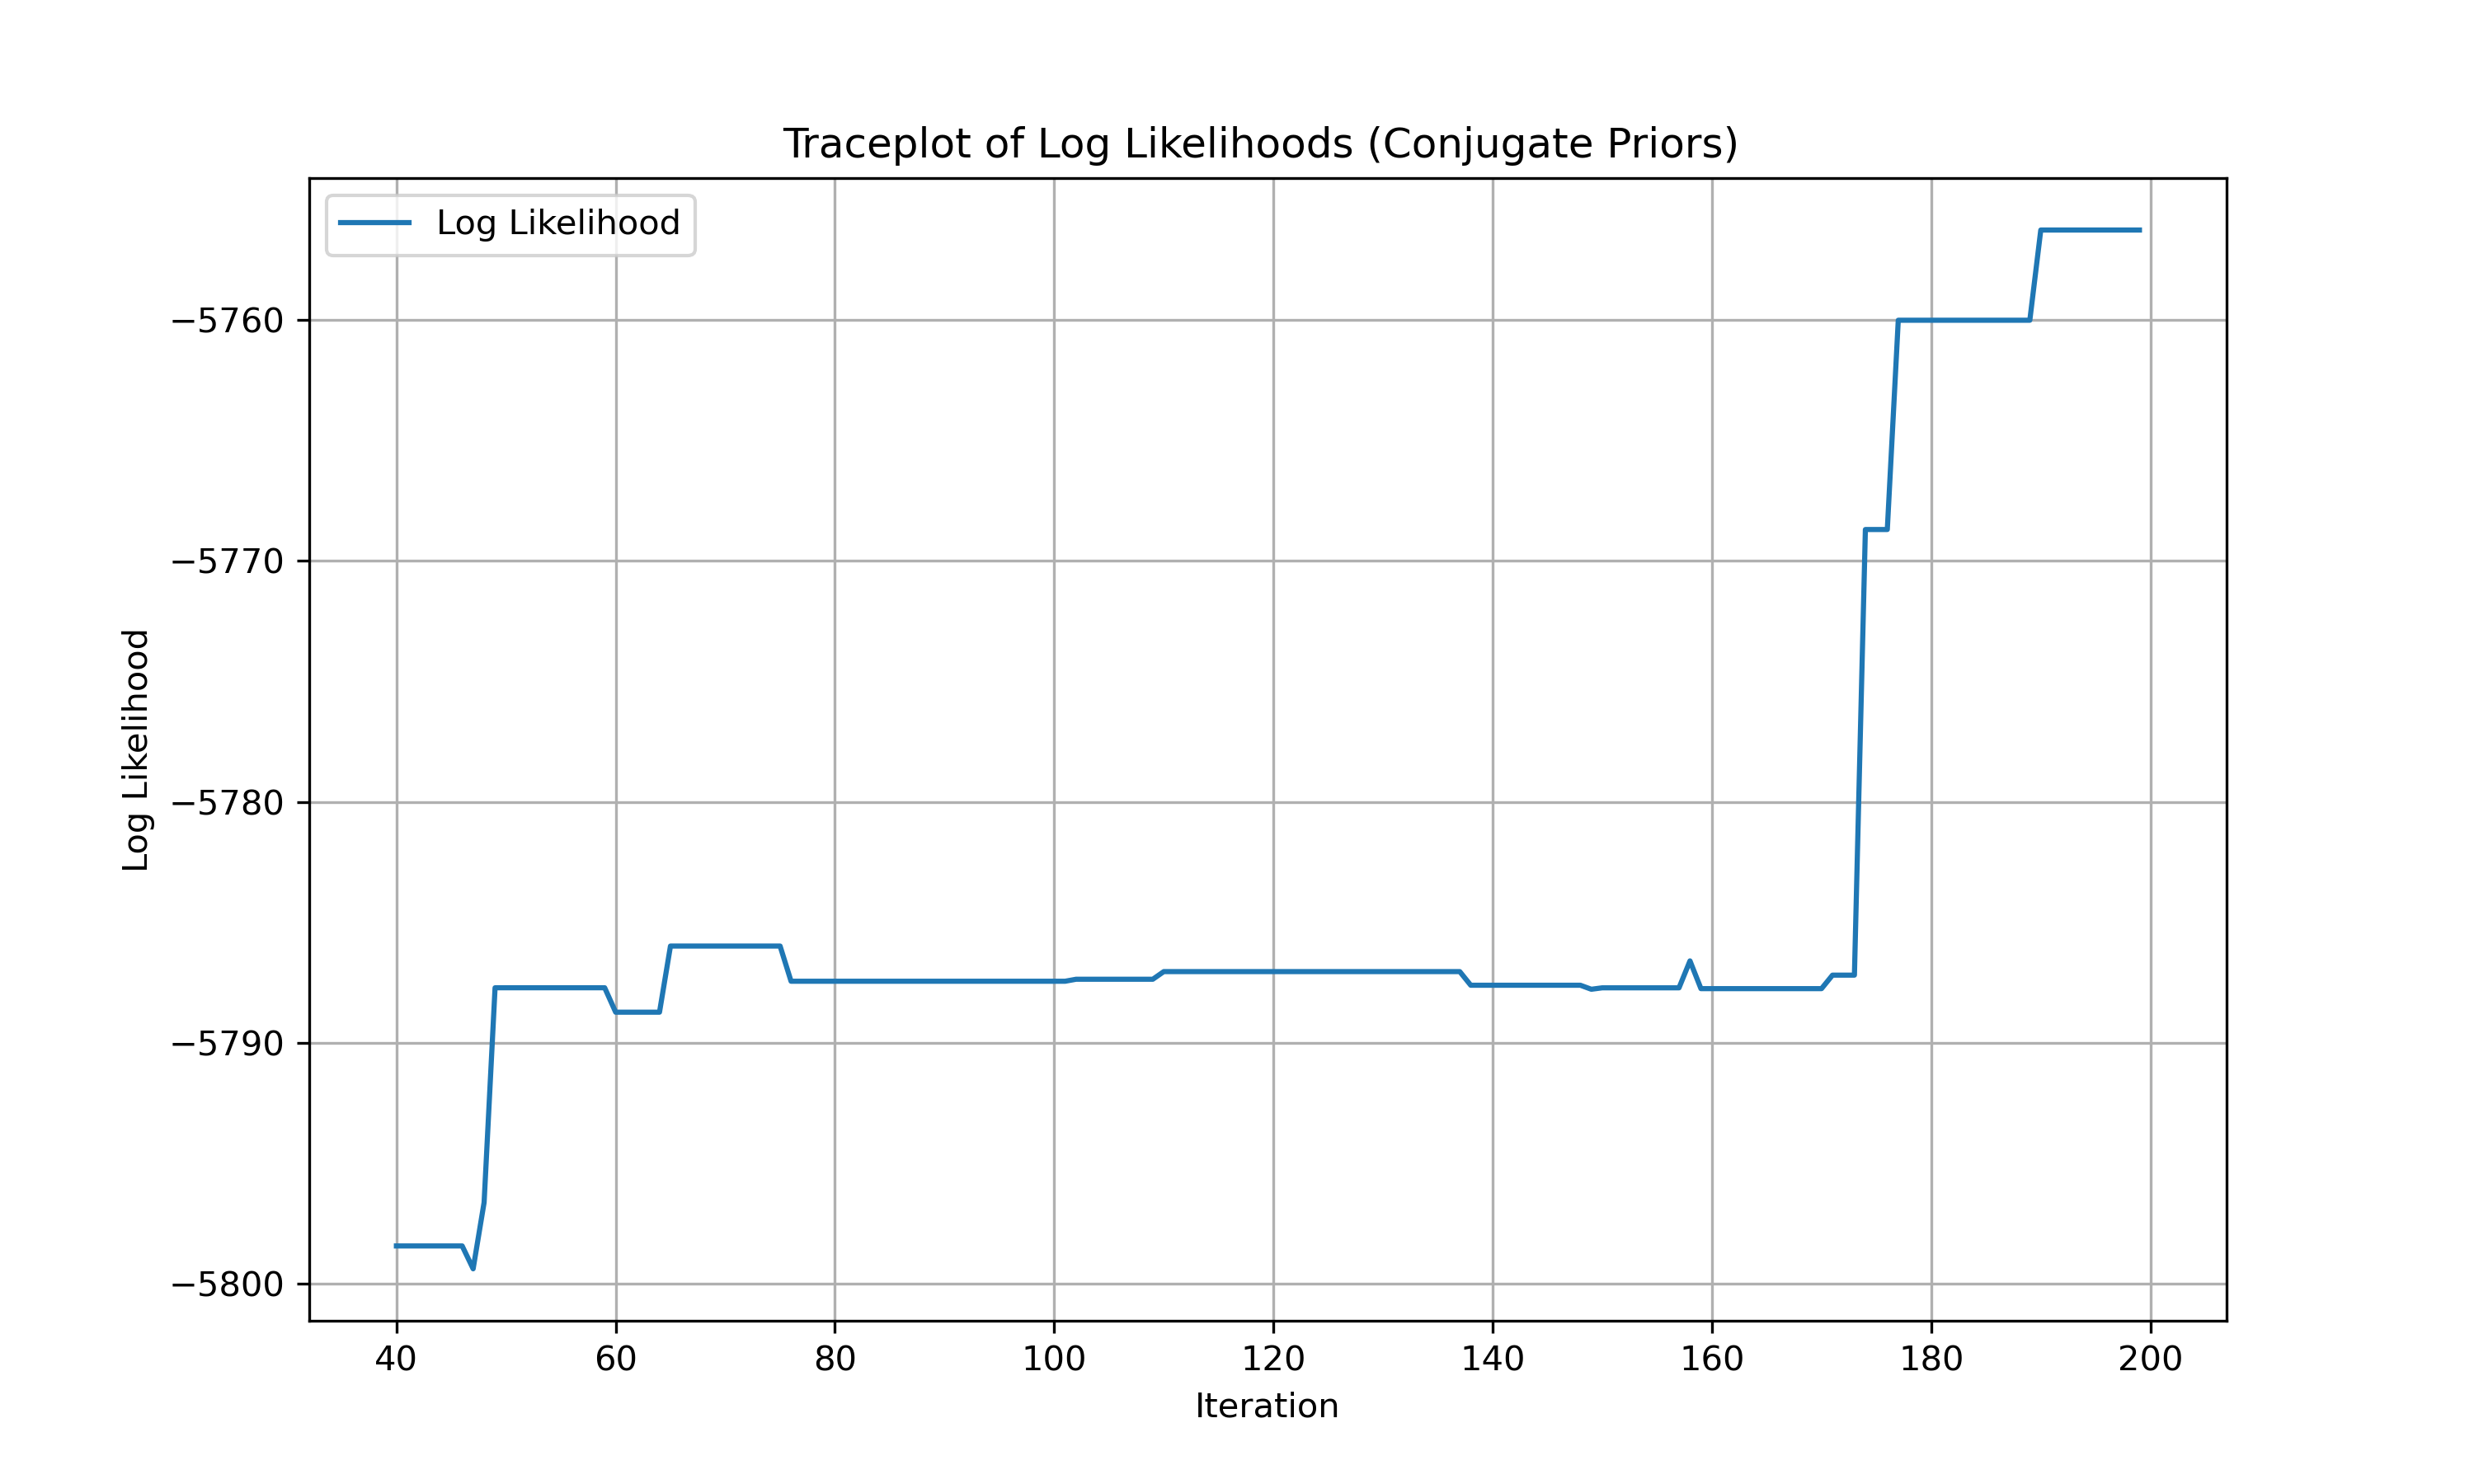 Traceplot of Log Likelihoods (Conjugate Priors)
Log Likelihood
−5760
−5770
−5780
−5790
−5800
Log Likelihood
40 60 80 100 120 140 160 180 200
Iteration